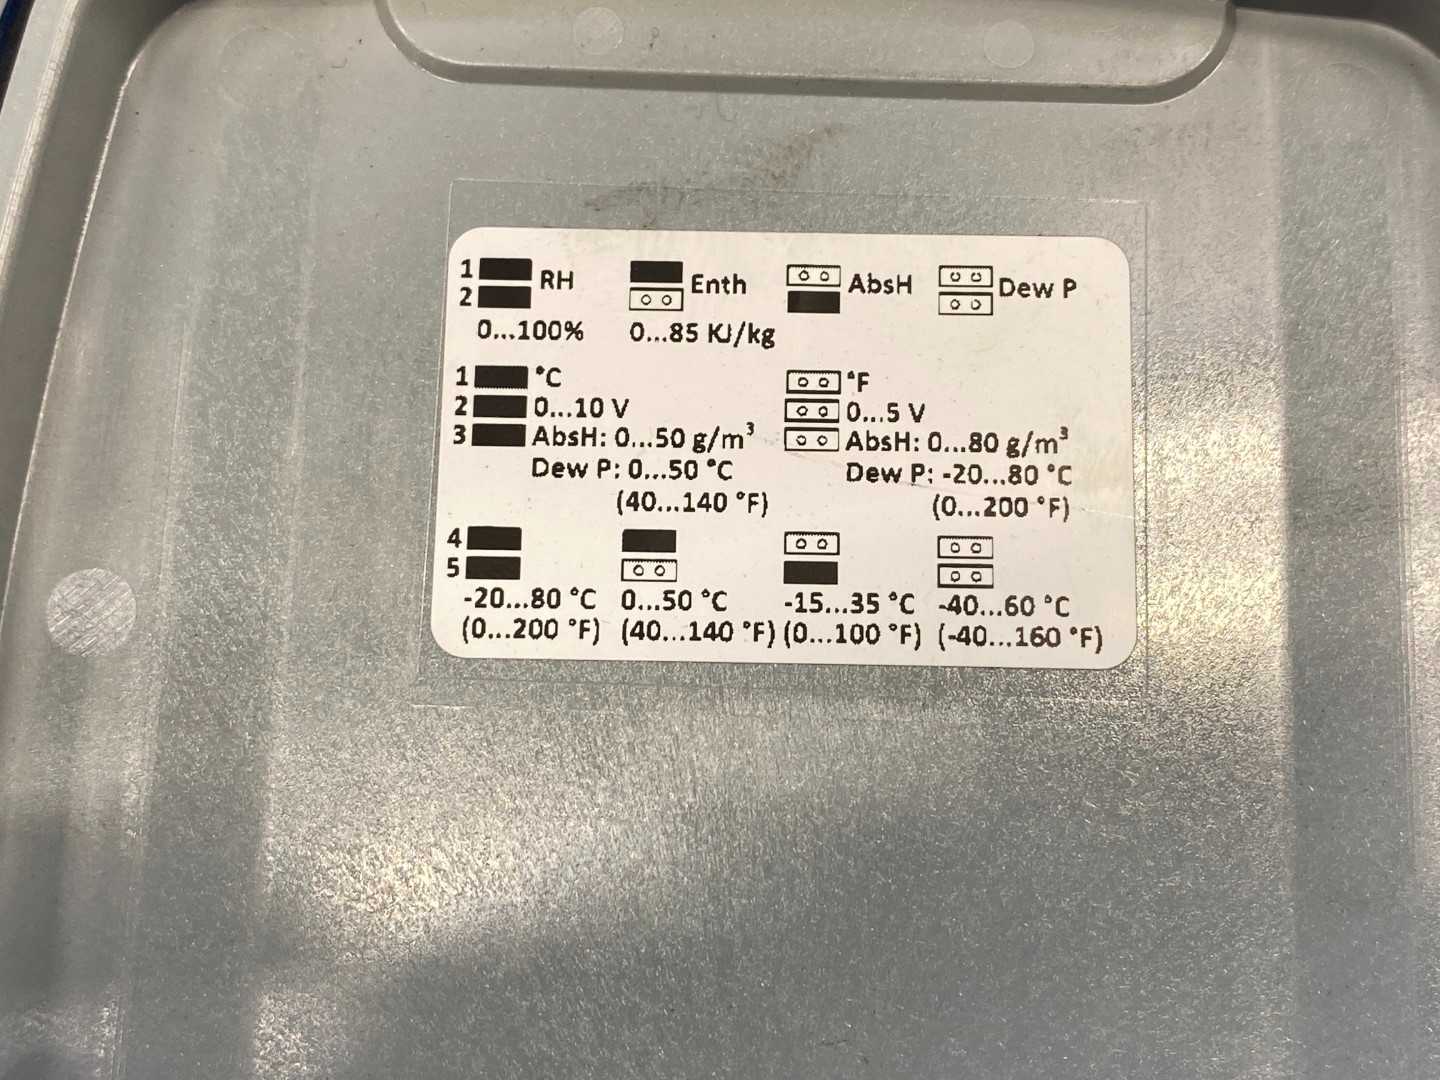 1 RH Enth AbsH Dew P
2
0...100% 0...85 KJ/kg
1 °C °F
2 0...10 V 0...5 V
3 AbsH: 0...50 g/m³ AbsH: 0...80 g/m³
Dew P: 0...50 °C Dew P: -20...80 °C
(40...140 °F) (0...200 °F)
4
5
-20...80 °C 0...50 °C -15...35 °C -40...60 °C
(0...200 °F) (40...140 °F) (0...100 °F) (-40...160 °F)